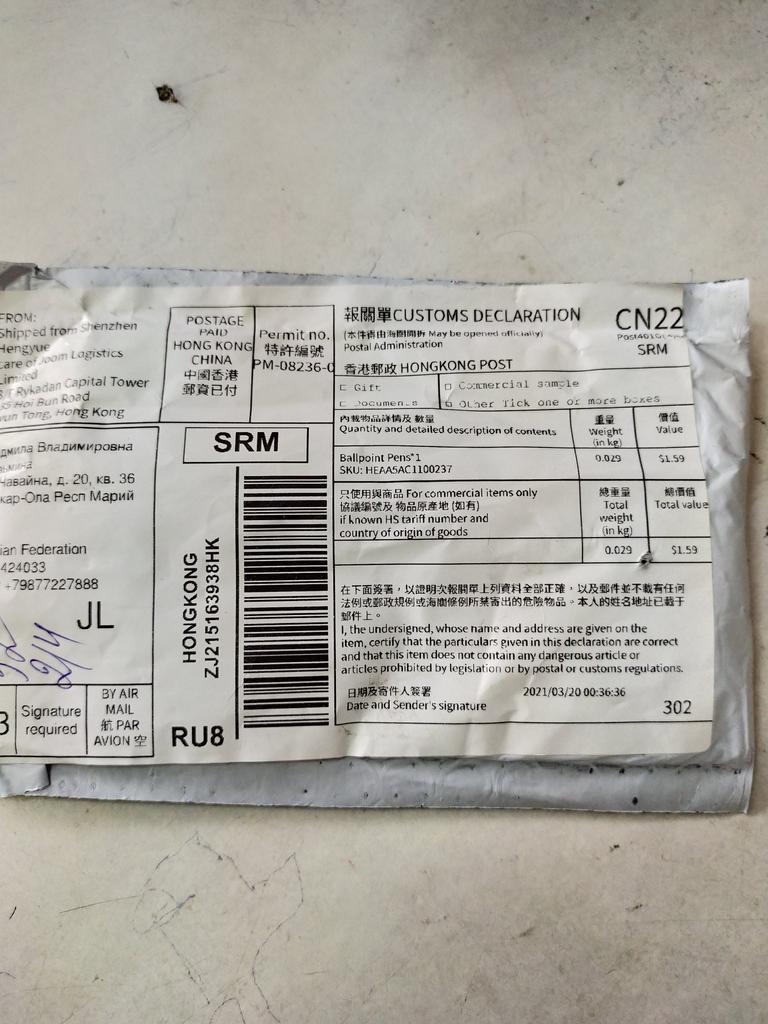 FROM:
Shipped from Shenzhen
Hengyue
care of Joom Logistics
Limited
Rykadan Capital Tower
Hoi Bun Road
Tong, Hong Kong
POSTAGE
PAID
HONG KONG
CHINA
中國香港
郵資已付
Permit no.
特許編號
PM-08236-
SRM
Владимировна
д. 20, кв. 36
кар-Ола Респ Марий
ian Federation
424033
+79877227888
JL
Signature
required
BY AIR
MAIL
航 PAR
AVION 空
HONGKONG
ZJ215163938HK
RU8
報關單CUSTOMS DECLARATION
CN22
(本件得由海關開拆 May be opened officially)
Postal Administration
SRM
香港郵政 HONGKONG POST
Gift
Commercial sample
Documents
Other Tick one or more boxes
內載物品詳情及 數量
Quantity and detailed description of contents
重量
Weight
(in kg)
價值
Value
Ballpoint Pens*1
SKU: HEAA5AC1100237
0.029
$1.59
只使用與商品 For commercial items only
協議編號及 物品原產地 (如有)
if known HS tariff number and
country of origin of goods
總重量
Total
weight
(in kg)
總價值
Total value
0.029
$1.59
在下面簽署，以證明次報關單上列資料全部正確，以及郵件並不載有任何
法例或郵政規例或海關條例所禁寄出的危險物品。本人的姓名地址已載于
郵件上。
I, the undersigned, whose name and address are given on the
item, certify that the particulars given in this declaration are correct
and that this item does not contain any dangerous article or
articles prohibited by legislation or by postal or customs regulations.
日期及寄件人簽署
Date and Sender's signature
2021/03/20 00:36:36
302